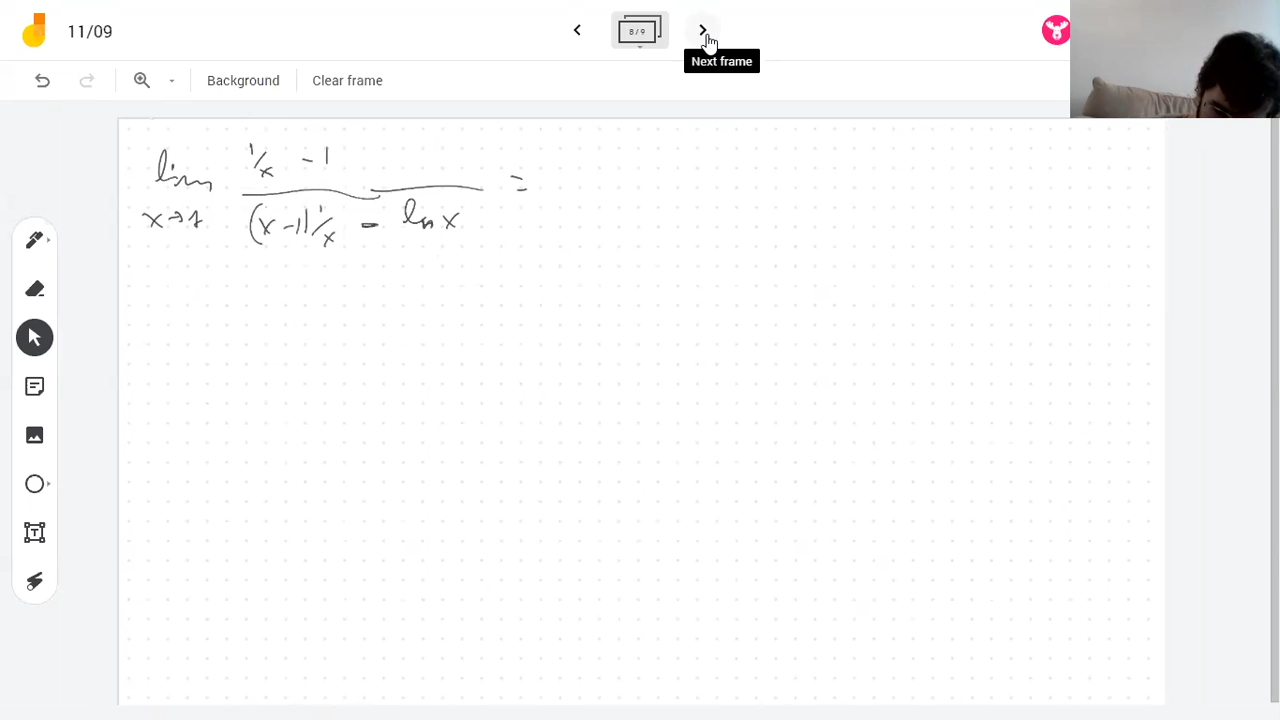 11/09
8/9
Next frame
Background
Clear frame
lim 1/x - 1
x→1 (x-1) 1/x - ln x =